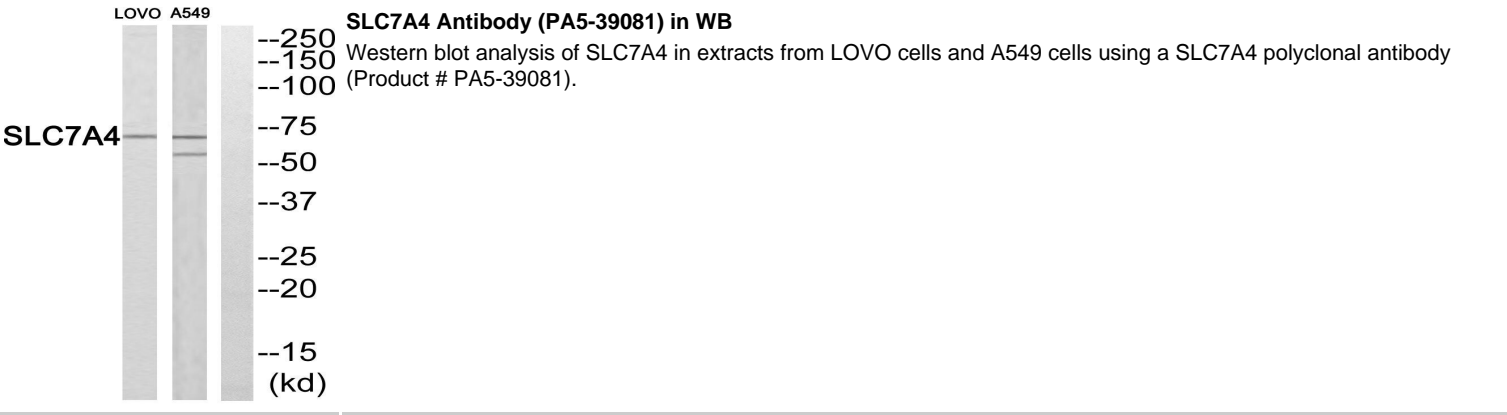 LOVO A549
--250
--150
--100
--75
SLC7A4
--50
--37
--25
--20
--15
(kd)
SLC7A4 Antibody (PA5-39081) in WB
Western blot analysis of SLC7A4 in extracts from LOVO cells and A549 cells using a SLC7A4 polyclonal antibody
(Product # PA5-39081).